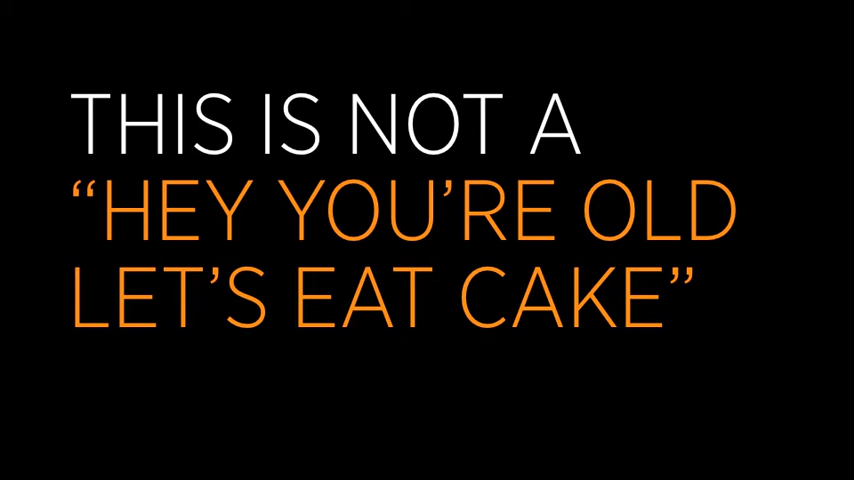 THIS IS NOT A
“HEY YOU’RE OLD
LET’S EAT CAKE”